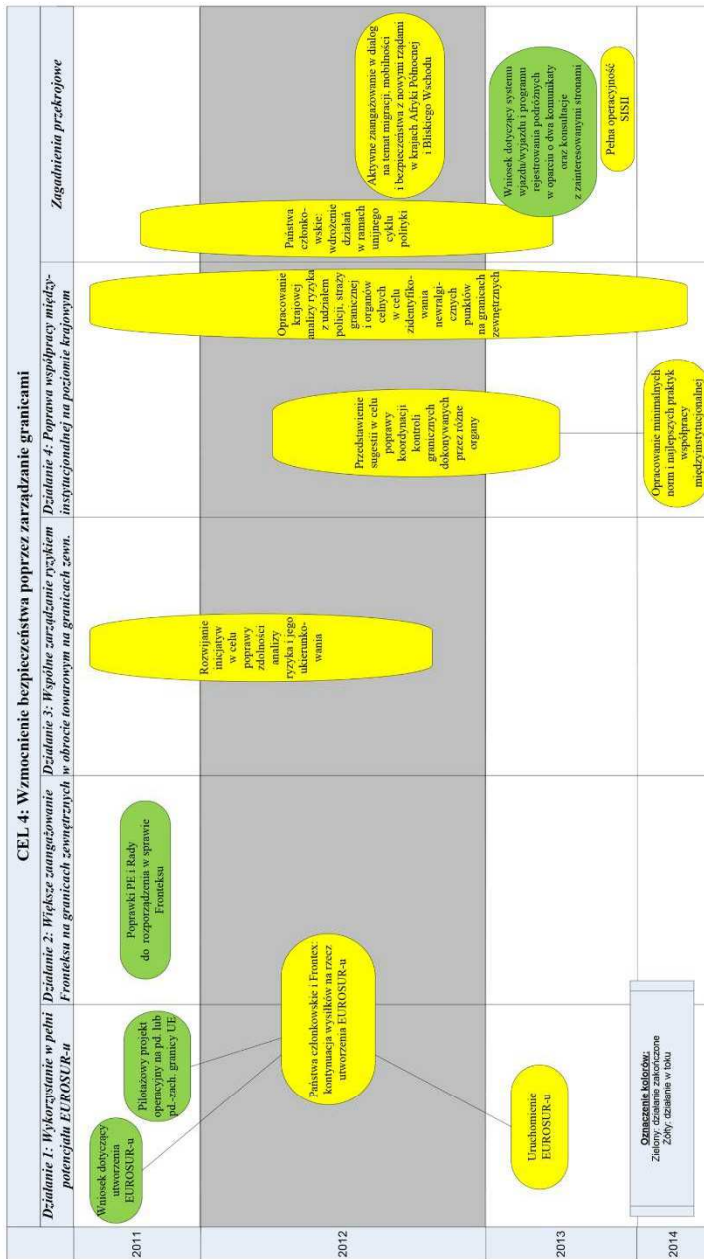 CEL 4: Wzmocnienie bezpieczeństwa poprzez zarządzanie granicami
Działanie 1: Wykorzystanie w pełni
potencjału EUROSUR-u
Działanie 2: Większe zaangażowanie
Fronteksu na granicach zewnętrznych
Działanie 3: Wspólne zarządzanie ryzykiem
w obrocie towarowym na granicach zewn.
Działanie 4: Poprawa współpracy między-
instytucjonalnej na poziomie krajowym
Zagadnienia przekrojowe
2011
Wniosek dotyczący
utworzenia
EUROSUR-u
Pilotażowy projekt
operacyjny na pd. lub
pd.-zach. granicy UE
Poprawki PE i Rady
do rozporządzenia w sprawie
Fronteksu
2012
Państwa członkowskie i Frontex:
kontynuacja wysiłków na rzecz
utworzenia EUROSUR-u
Rozwijanie
inicjatyw
w celu
poprawy
zdolności
analizy
ryzyka i jego
ukierunko-
wania
Przedstawienie
sugestii w celu
poprawy
koordynacji
kontroli
granicznych
dokonywanych
przez różne
organy
Opracowanie
krajowej
analizy ryzyka
z udziałem
policji, straży
granicznej
i organów
celnych
w celu
zidentyfiko-
wania
newralgi-
cznych
punktów
na granicach
zewnętrznych
Państwa
członko-
wskie:
wdrożenie
działań
w ramach
unijnego
cyklu
polityki
Aktywne zaangażowanie w dialog
na temat migracji, mobilności
i bezpieczeństwa z nowymi rządami
w krajach Afryki Północnej
i Bliskiego Wschodu
2013
Uruchomienie
EUROSUR-u
Wniosek dotyczący systemu
wjazdu/wyjazdu i programu
rejestrowania podróżnych
w oparciu o dwa komunikaty
oraz konsultacje
z zainteresowanymi stronami
Pełna operacyjność
SISII
2014
Opracowanie minimalnych
norm i najlepszych praktyk
współpracy
międzyinstytucjonalnej
Oznaczenie kolorów:
Zielony: działanie zakończone
Żółty: działanie w toku